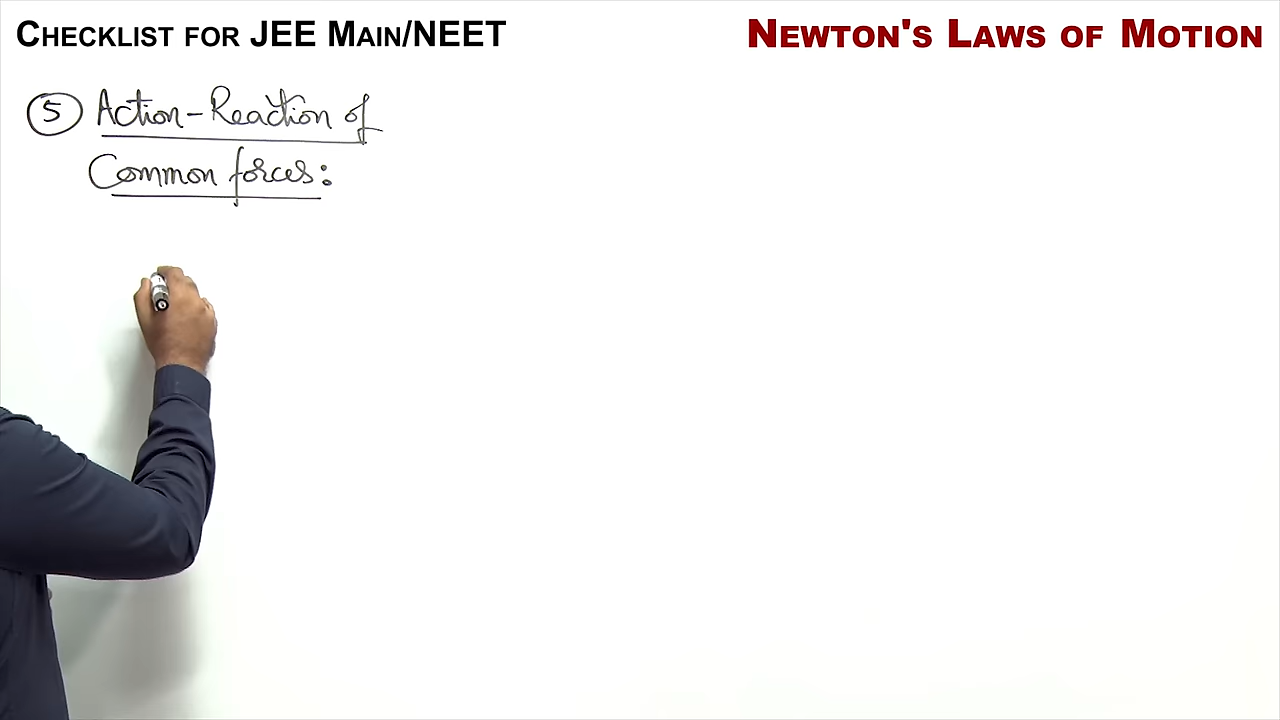 CHECKLIST FOR JEE MAIN/NEET
NEWTON'S LAWS OF MOTION
5 Action-Reaction of
Common forces: